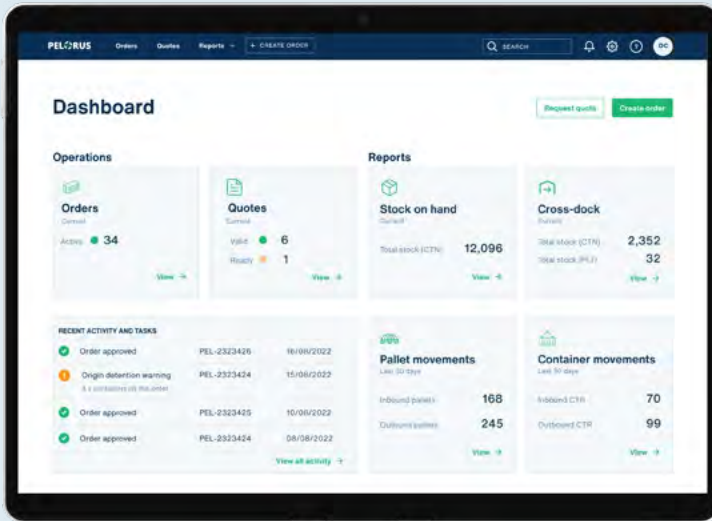 PELORUS Orders Quotes Reports + CREATE ORDER SEARCH ? DC
Dashboard
Request quote Create order
Operations
Orders
Current
Active 34
View →
Quotes
Current
Valid 6
Ready 1
View →
Reports
Stock on hand
Current
Total stock (CTN) 12,096
View →
Cross-dock
Current
Total stock (CTN) 2,352
Total stock (PLT) 32
View →
RECENT ACTIVITY AND TASKS
Order approved PEL-2323426 16/08/2022
Origin detention warning PEL-2323424 15/08/2022
Order approved PEL-2323425 10/08/2022
Order approved PEL-2323424 08/08/2022
View all activity →
Pallet movements
Last 30 days
Inbound pallets 168
Outbound pallets 245
View →
Container movements
Last 30 days
Inbound CTR 70
Outbound CTR 99
View →